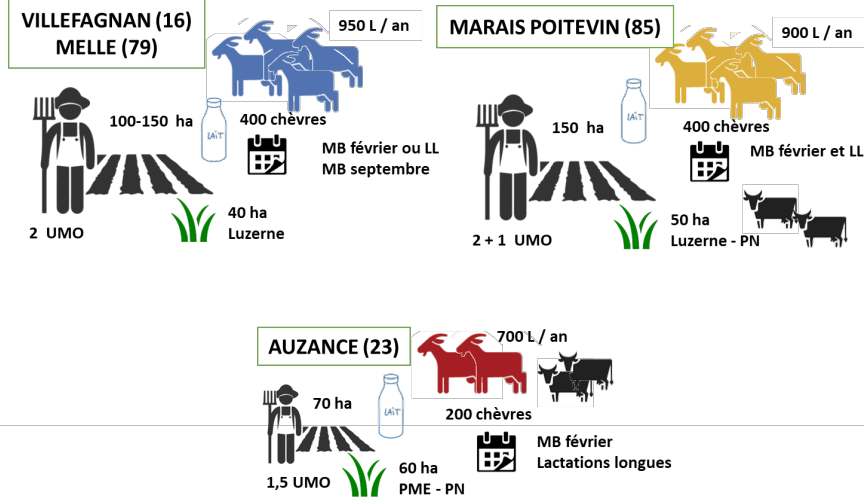 VILLEFAGNAN (16)
MELLE (79)
950 L / an
100-150 ha
LAIT
400 chèvres
MB février ou LL
MB septembre
2 UMO
40 ha
Luzerne
MARAIS POITEVIN (85)
900 L / an
150 ha
LAIT
400 chèvres
MB février et LL
2 + 1 UMO
50 ha
Luzerne - PN
AUZANCE (23)
700 L / an
70 ha
LAIT
200 chèvres
MB février
Lactations longues
1,5 UMO
60 ha
PME - PN